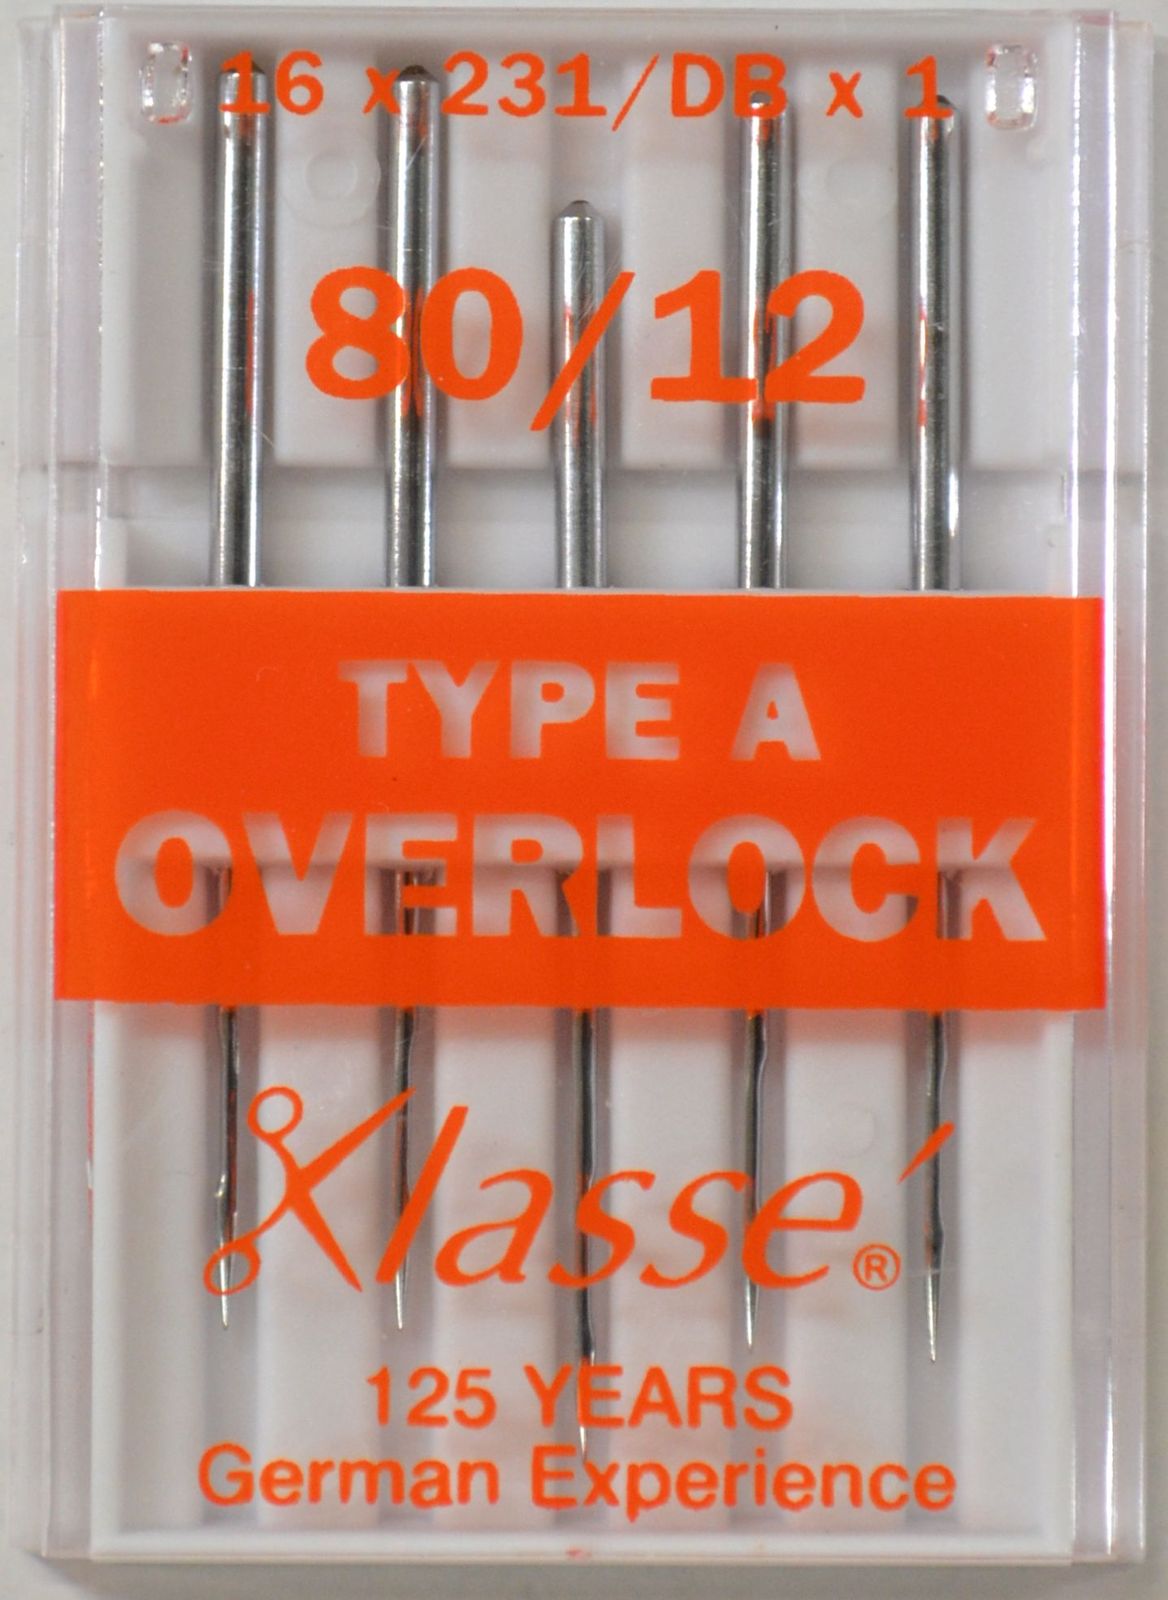 16 x 231/DB x 1
80/12
TYPE A
OVERLOCK
Klassé®
125 YEARS
German Experience